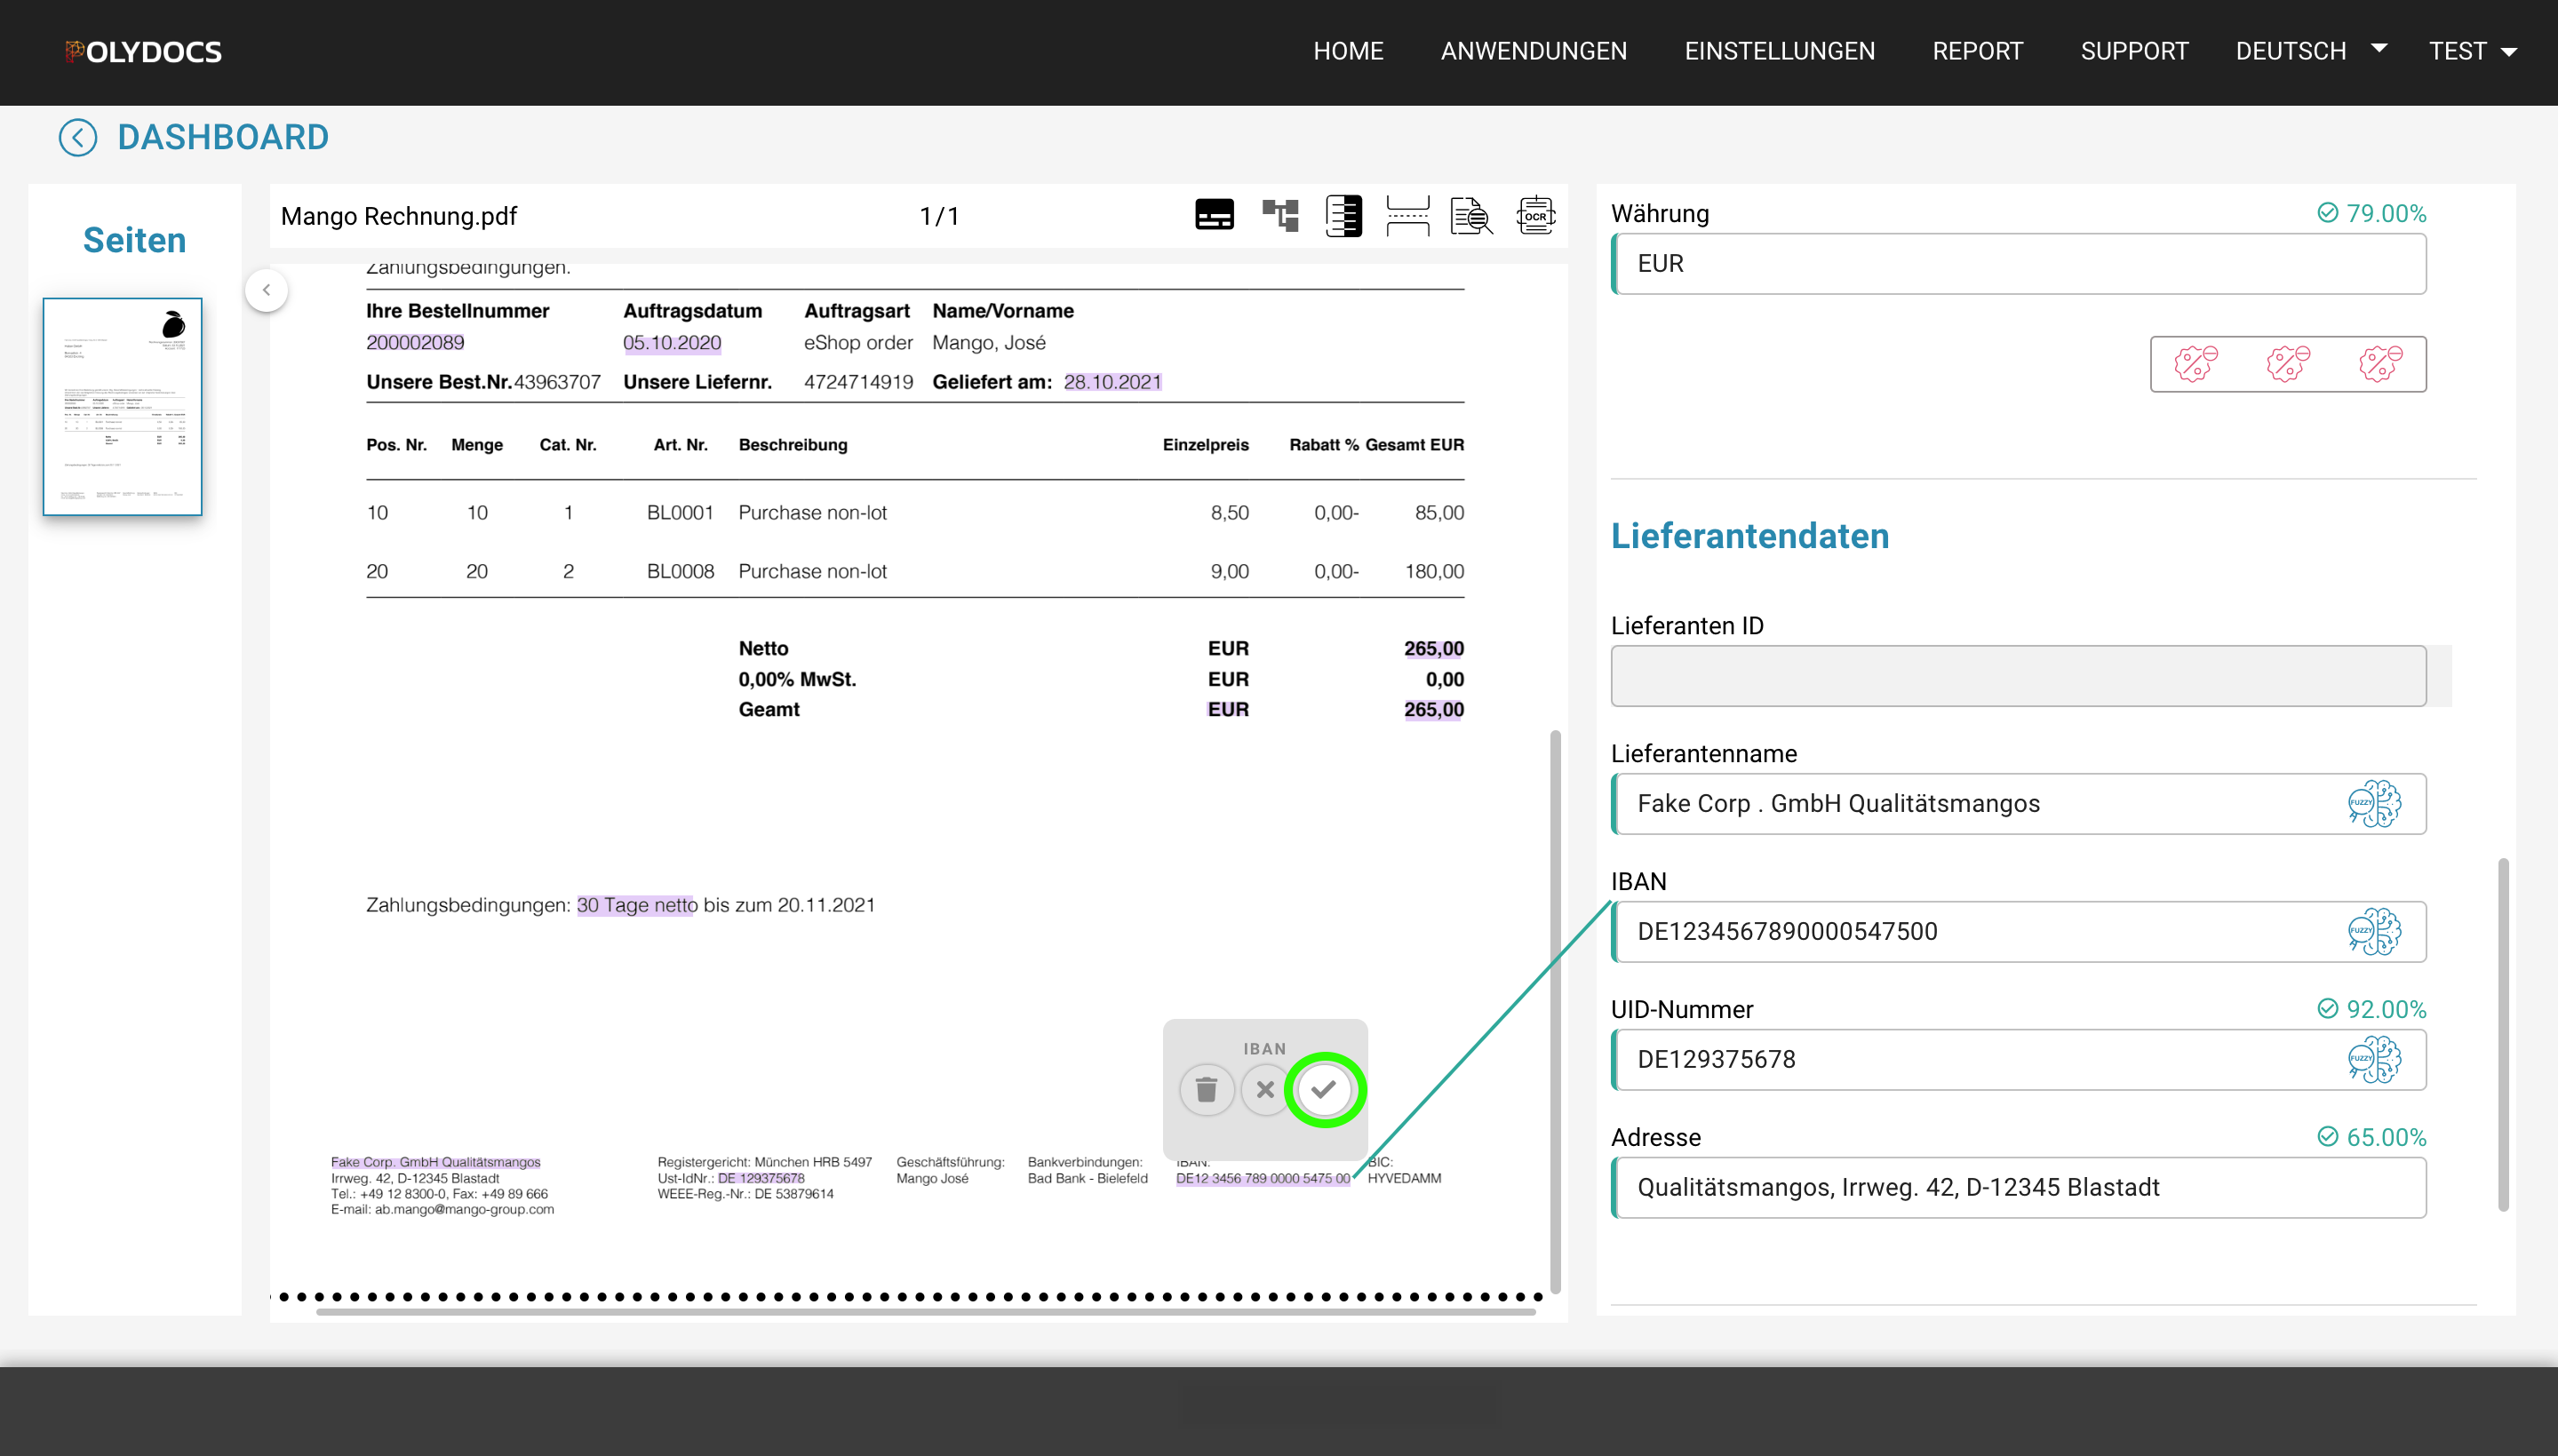 POLYDOCS
HOME ANWENDUNGEN EINSTELLUNGEN REPORT SUPPORT DEUTSCH TEST
DASHBOARD
Seiten
Mango Rechnung.pdf 1/1
OCR
Zahlungsbedingungen.
Ihre Bestellnummer Auftragsdatum Auftragsart Name/Vorname
200002089 05.10.2020 eShop order Mango, José
Unsere Best.Nr. 43963707 Unsere Liefernr. 4724714919 Geliefert am: 28.10.2021
Pos. Nr. Menge Cat. Nr. Art. Nr. Beschreibung Einzelpreis Rabatt % Gesamt EUR
10 10 1 BL0001 Purchase non-lot 8,50 0,00- 85,00
20 20 2 BL0008 Purchase non-lot 9,00 0,00- 180,00
Netto EUR 265,00
0,00% MwSt. EUR 0,00
Geamt EUR 265,00
Zahlungsbedingungen: 30 Tage netto bis zum 20.11.2021
IBAN
Fake Corp. GmbH Qualitätsmangos
Irrweg. 42, D-12345 Blastadt
Tel.: +49 12 8300-0, Fax: +49 89 666
E-mail: ab.mango@mango-group.com
Registergericht: München HRB 5497
Ust-IdNr.: DE 129375678
WEEE-Reg.-Nr.: DE 53879614
Geschäftsführung:
Mango José
Bankverbindungen:
Bad Bank - Bielefeld
IBAN:
DE12 3456 789 0000 5475 00
BIC:
HYVEDAMM
Währung 79.00%
EUR
Lieferantendaten
Lieferanten ID
Lieferantenname
Fake Corp . GmbH Qualitätsmangos FUZZY
IBAN
DE1234567890000547500 FUZZY
UID-Nummer 92.00%
DE129375678 FUZZY
Adresse 65.00%
Qualitätsmangos, Irrweg. 42, D-12345 Blastadt